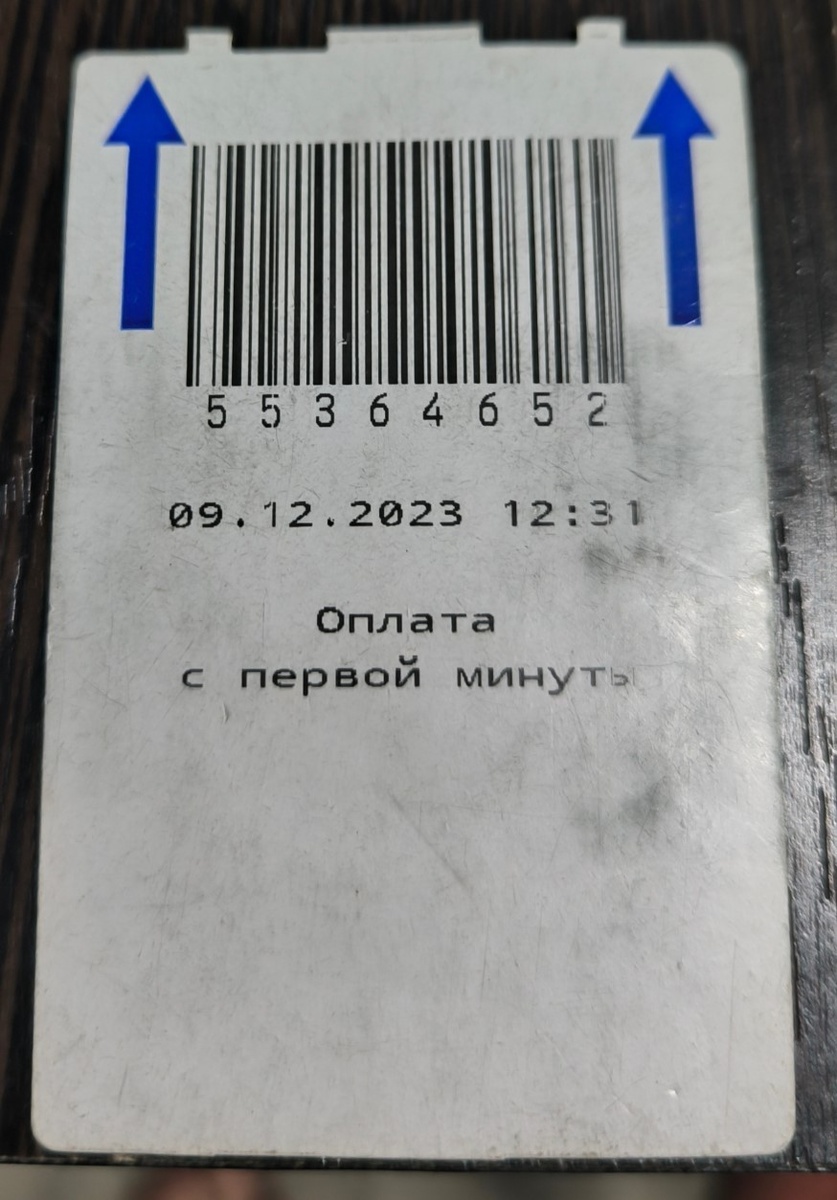 55364652
09.12.2023 12:31
Оплата
с первой минуты